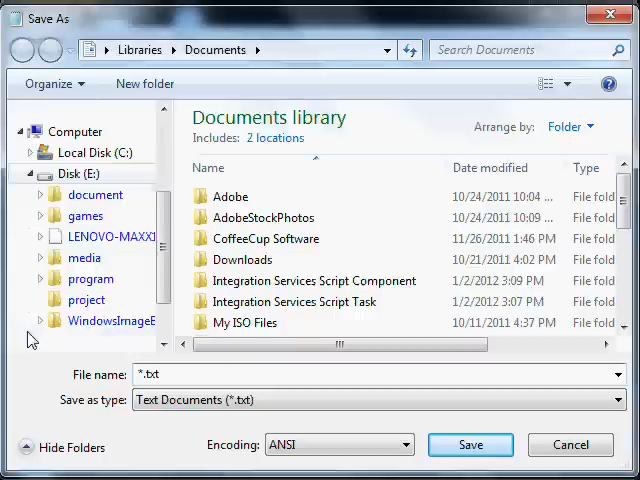 Save As
Libraries Documents
Search Documents
Organize New folder
Computer
Local Disk (C:)
Disk (E:)
document
games
LENOVO-MAXXI
media
program
project
WindowsImageE
Documents library
Includes: 2 locations
Arrange by: Folder
Name Date modified Type
Adobe 10/24/2011 10:04 ... File fold
AdobeStockPhotos 10/24/2011 10:09 ... File fold
CoffeeCup Software 11/26/2011 1:46 PM File fold
Downloads 10/21/2011 4:02 PM File fold
Integration Services Script Component 1/2/2012 3:09 PM File fold
Integration Services Script Task 1/2/2012 3:07 PM File fold
My ISO Files 10/11/2011 4:37 PM File fold
File name: *.txt
Save as type: Text Documents (*.txt)
Hide Folders Encoding: ANSI Save Cancel